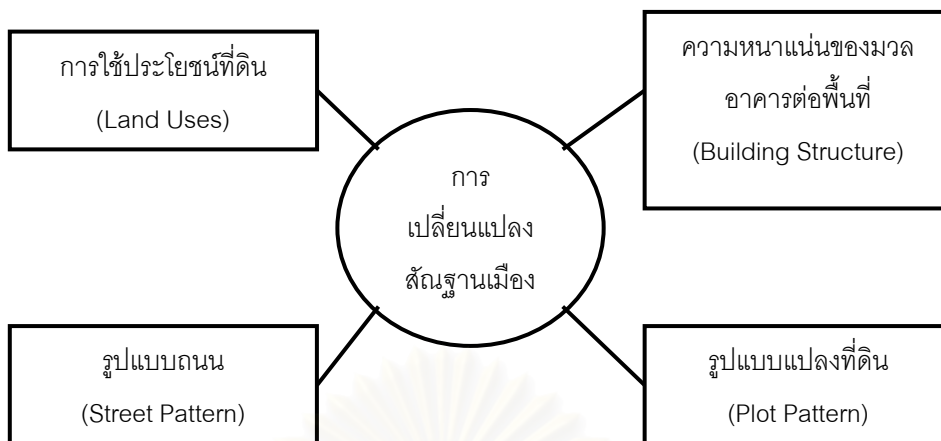 การใช้ประโยชน์ที่ดิน
(Land Uses)
ความหนาแน่นของมวล
อาคารต่อพื้นที่
(Building Structure)
การ
เปลี่ยนแปลง
สัณฐานเมือง
รูปแบบถนน
(Street Pattern)
รูปแบบแปลงที่ดิน
(Plot Pattern)